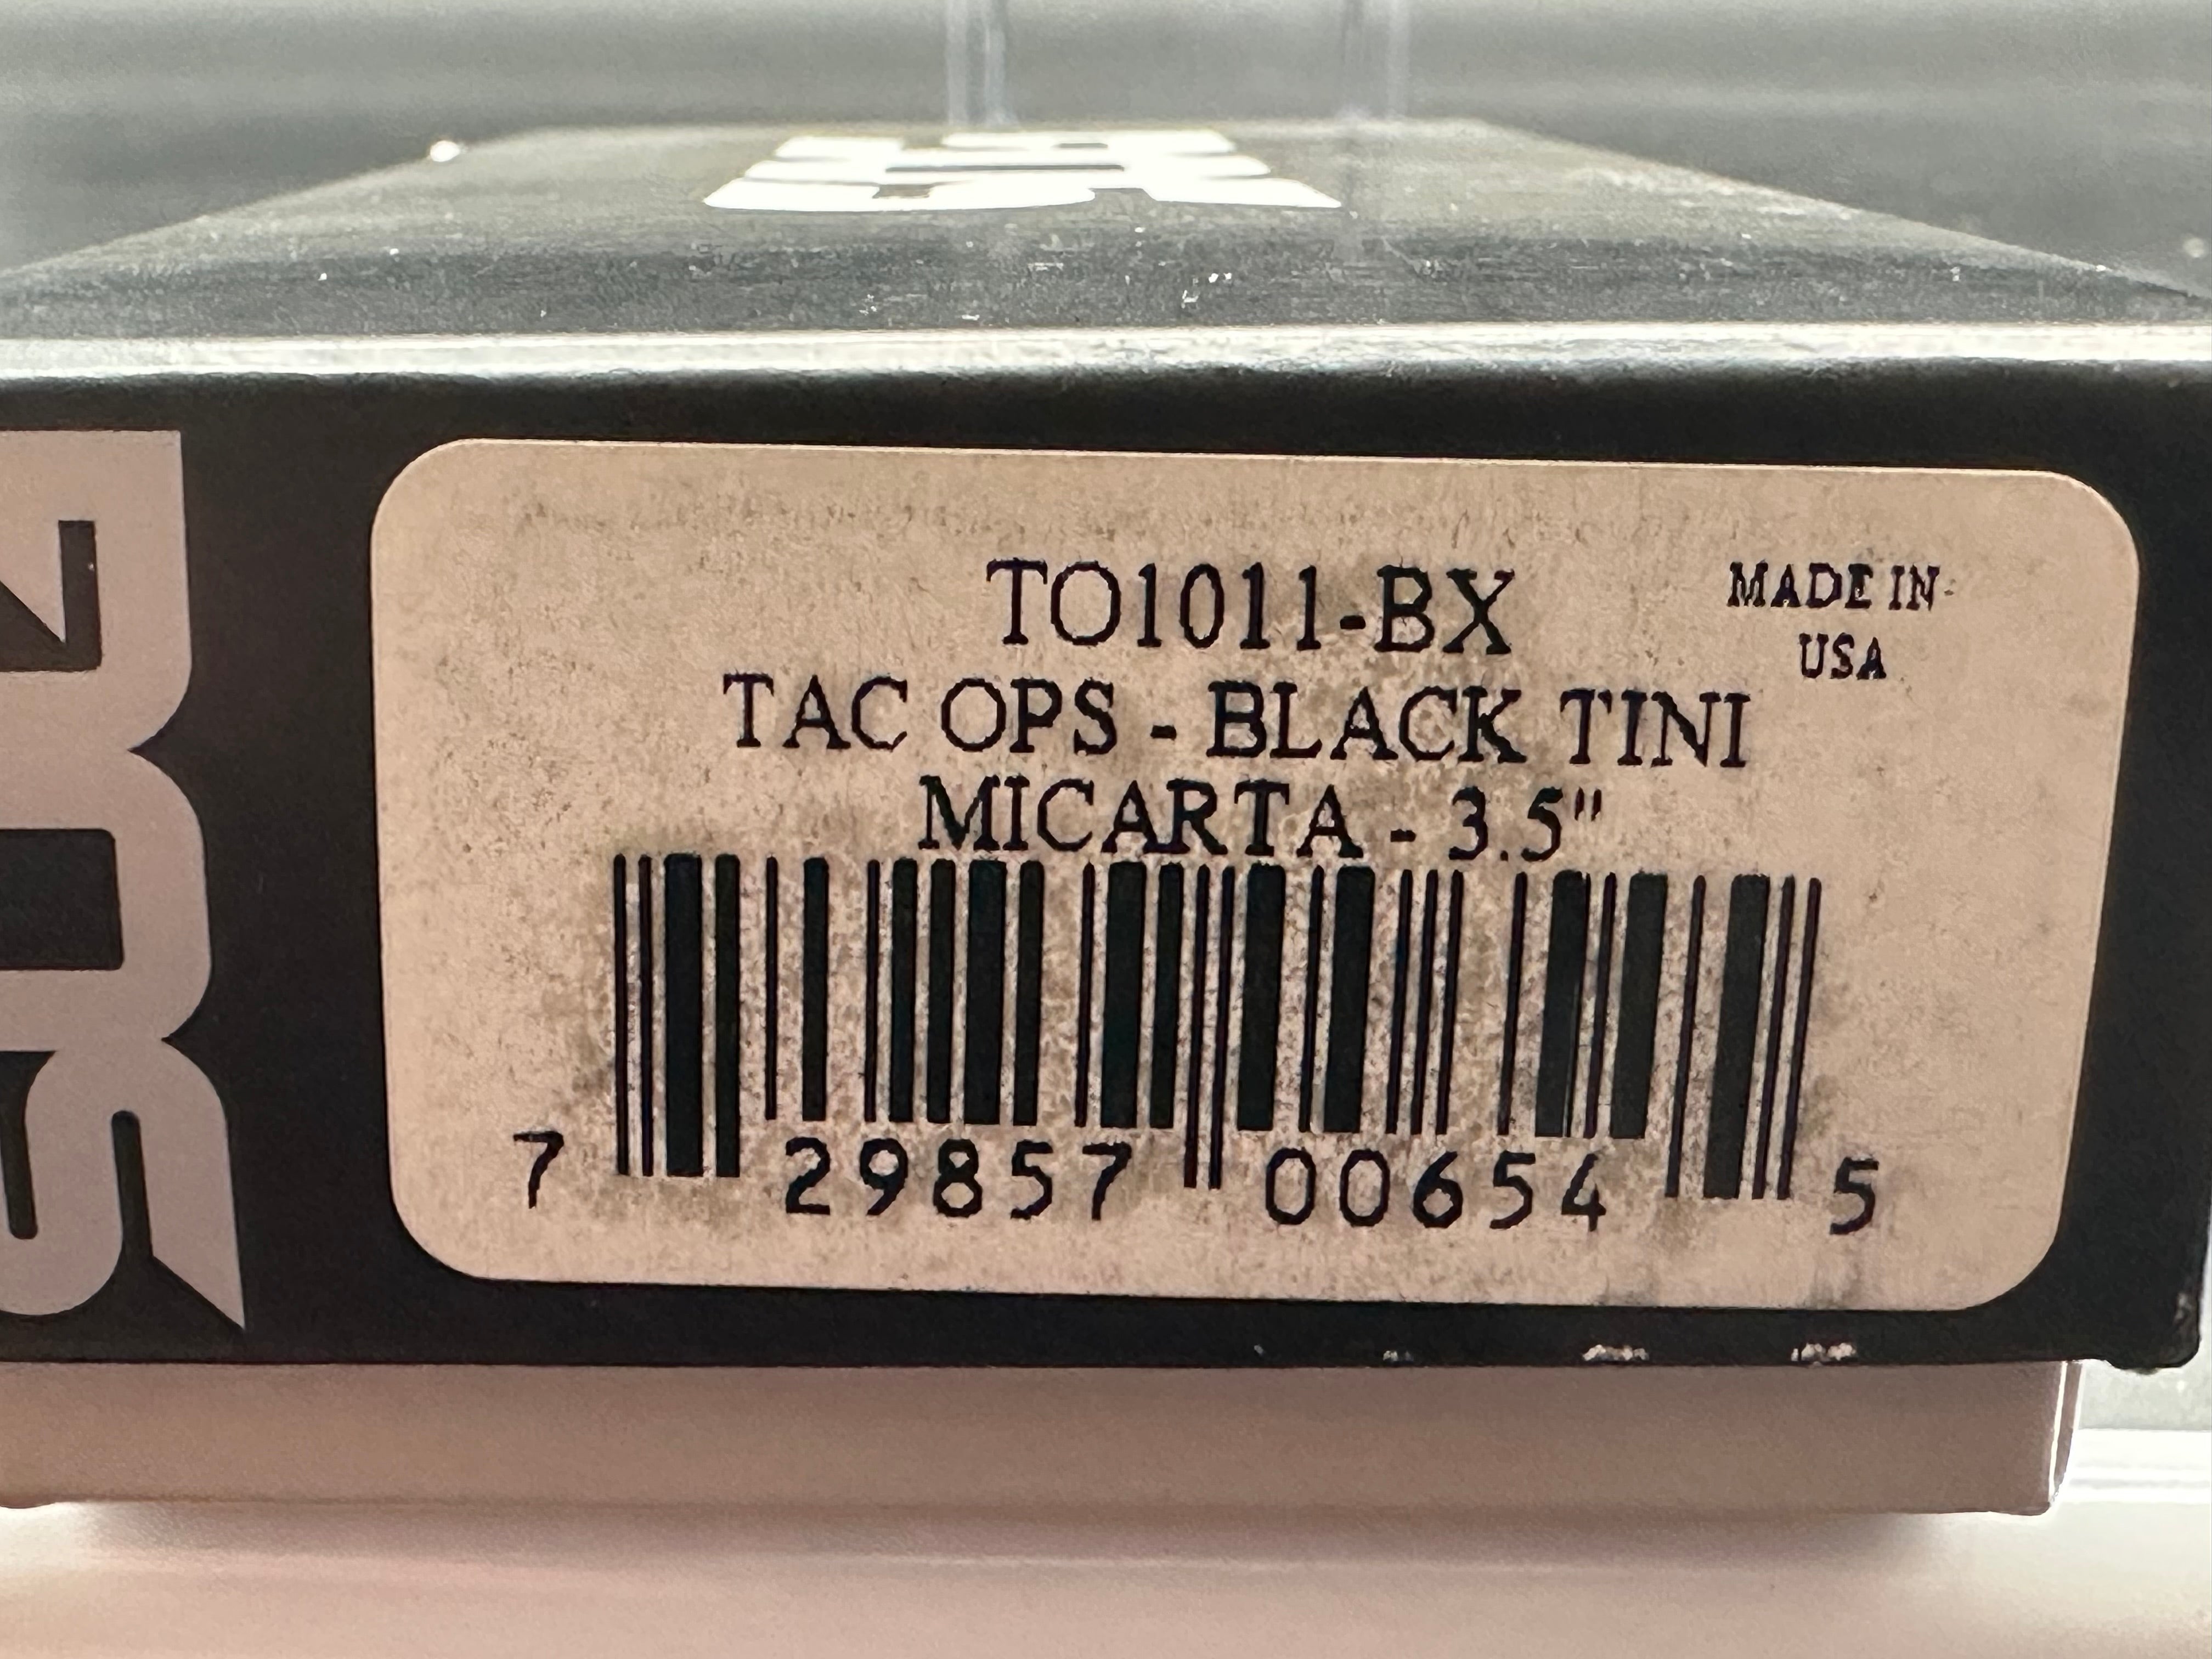 TO1011-BX
MADE IN
USA
TAC OPS - BLACK TINI
MICARTA - 3.5"
7 29857 00654 5